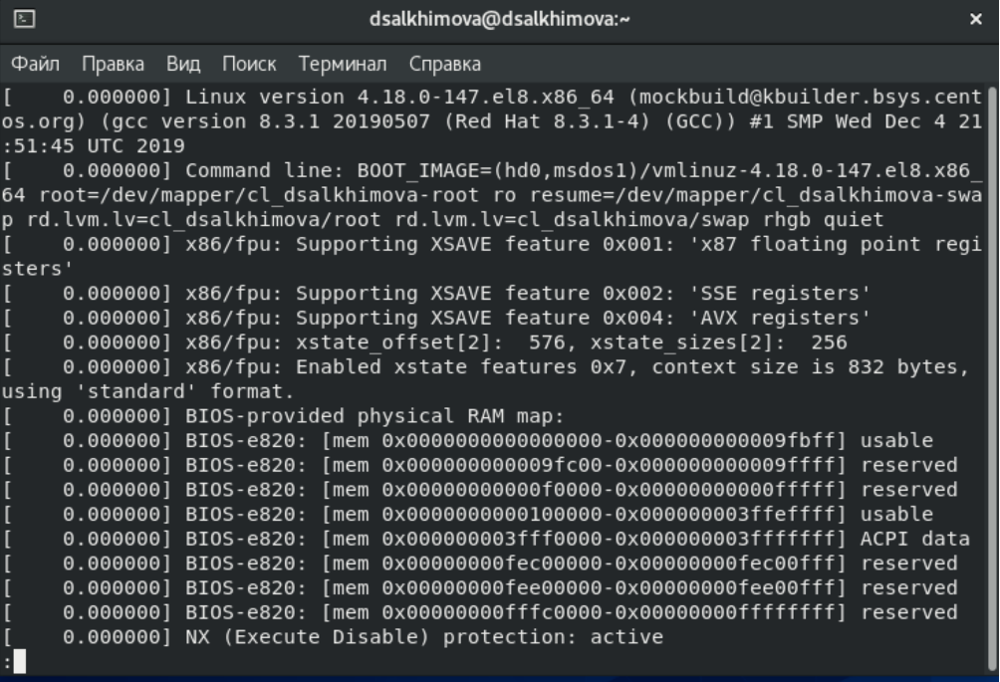 dsalkhimova@dsalkhimova:~
Файл Правка Вид Поиск Терминал Справка
[    0.000000] Linux version 4.18.0-147.el8.x86_64 (mockbuild@kbuilder.bsys.cent
os.org) (gcc version 8.3.1 20190507 (Red Hat 8.3.1-4) (GCC)) #1 SMP Wed Dec 4 21
:51:45 UTC 2019
[    0.000000] Command line: BOOT_IMAGE=(hd0,msdos1)/vmlinuz-4.18.0-147.el8.x86_
64 root=/dev/mapper/cl_dsalkhimova-root ro resume=/dev/mapper/cl_dsalkhimova-swa
p rd.lvm.lv=cl_dsalkhimova/root rd.lvm.lv=cl_dsalkhimova/swap rhgb quiet
[    0.000000] x86/fpu: Supporting XSAVE feature 0x001: 'x87 floating point regi
sters'
[    0.000000] x86/fpu: Supporting XSAVE feature 0x002: 'SSE registers'
[    0.000000] x86/fpu: Supporting XSAVE feature 0x004: 'AVX registers'
[    0.000000] x86/fpu: xstate_offset[2]:  576, xstate_sizes[2]:  256
[    0.000000] x86/fpu: Enabled xstate features 0x7, context size is 832 bytes,
using 'standard' format.
[    0.000000] BIOS-provided physical RAM map:
[    0.000000] BIOS-e820: [mem 0x0000000000000000-0x000000000009fbff] usable
[    0.000000] BIOS-e820: [mem 0x000000000009fc00-0x000000000009ffff] reserved
[    0.000000] BIOS-e820: [mem 0x00000000000f0000-0x00000000000fffff] reserved
[    0.000000] BIOS-e820: [mem 0x0000000000100000-0x000000003ffeffff] usable
[    0.000000] BIOS-e820: [mem 0x000000003fff0000-0x000000003fffffff] ACPI data
[    0.000000] BIOS-e820: [mem 0x00000000fec00000-0x00000000fec00fff] reserved
[    0.000000] BIOS-e820: [mem 0x00000000fee00000-0x00000000fee00fff] reserved
[    0.000000] BIOS-e820: [mem 0x00000000fffc0000-0x00000000ffffffff] reserved
[    0.000000] NX (Execute Disable) protection: active
: